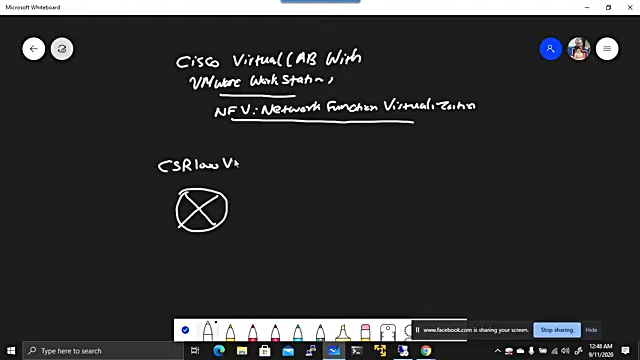 Microsoft Whiteboard
Cisco Virtual LAB With
VMware WorkStation,
NFV: Network Function Virtualization
CSR1000V
www.facebook.com is sharing your screen.
Stop sharing
Hide
Type here to search
12:48 AM
9/11/2020